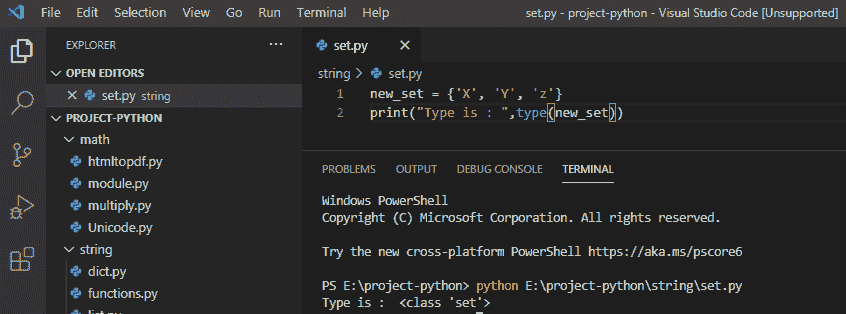 File Edit Selection View Go Run Terminal Help set.py - project-python - Visual Studio Code [Unsupported]
EXPLORER
OPEN EDITORS
set.py string
PROJECT-PYTHON
math
htmltopdf.py
module.py
multiply.py
Unicode.py
string
dict.py
functions.py
list.py
set.py
string > set.py
1 new_set = {'X', 'Y', 'z'}
2 print("Type is : ",type(new_set))
PROBLEMS OUTPUT DEBUG CONSOLE TERMINAL
Windows PowerShell
Copyright (C) Microsoft Corporation. All rights reserved.
Try the new cross-platform PowerShell https://aka.ms/pscore6
PS E:\project-python> python E:\project-python\string\set.py
Type is :  <class 'set'>